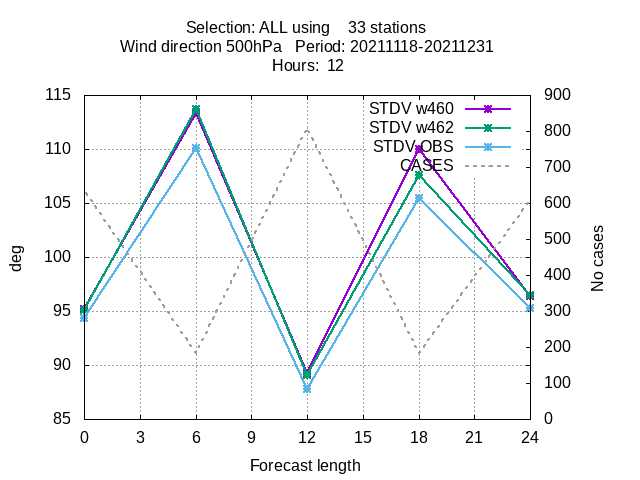 Selection: ALL using    33 stations
Wind direction 500hPa   Period: 20211118-20211231
Hours:  12
115
110
105
100
95
90
85
900
800
700
600
500
400
300
200
100
0
STDV w460
STDV w462
STDV OBS
CASES
deg
No cases
0 3 6 9 12 15 18 21 24
Forecast length